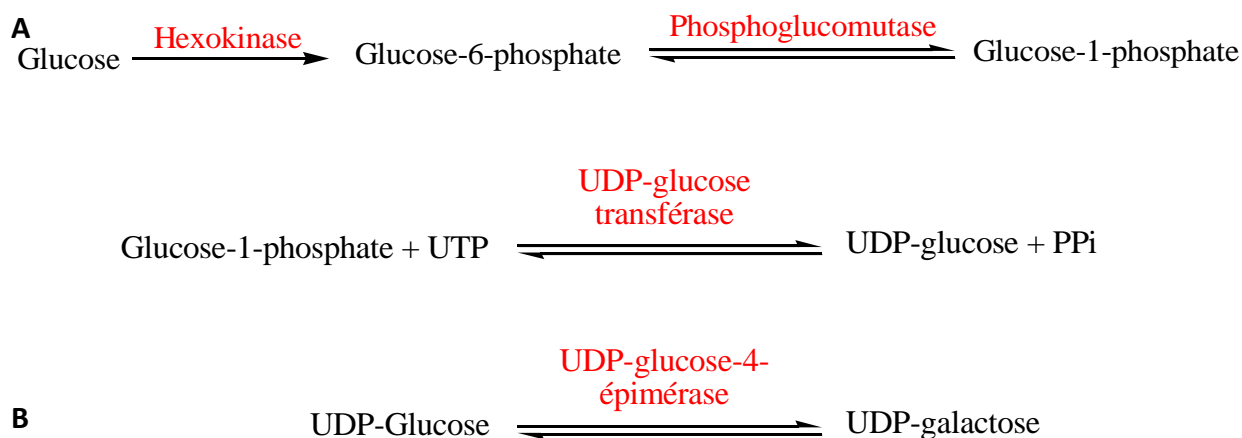 A
Glucose Hexokinase Glucose-6-phosphate Phosphoglucomutase Glucose-1-phosphate
UDP-glucose
transférase
Glucose-1-phosphate + UTP UDP-glucose + PPi
UDP-glucose-4-
épimérase
B UDP-Glucose UDP-galactose